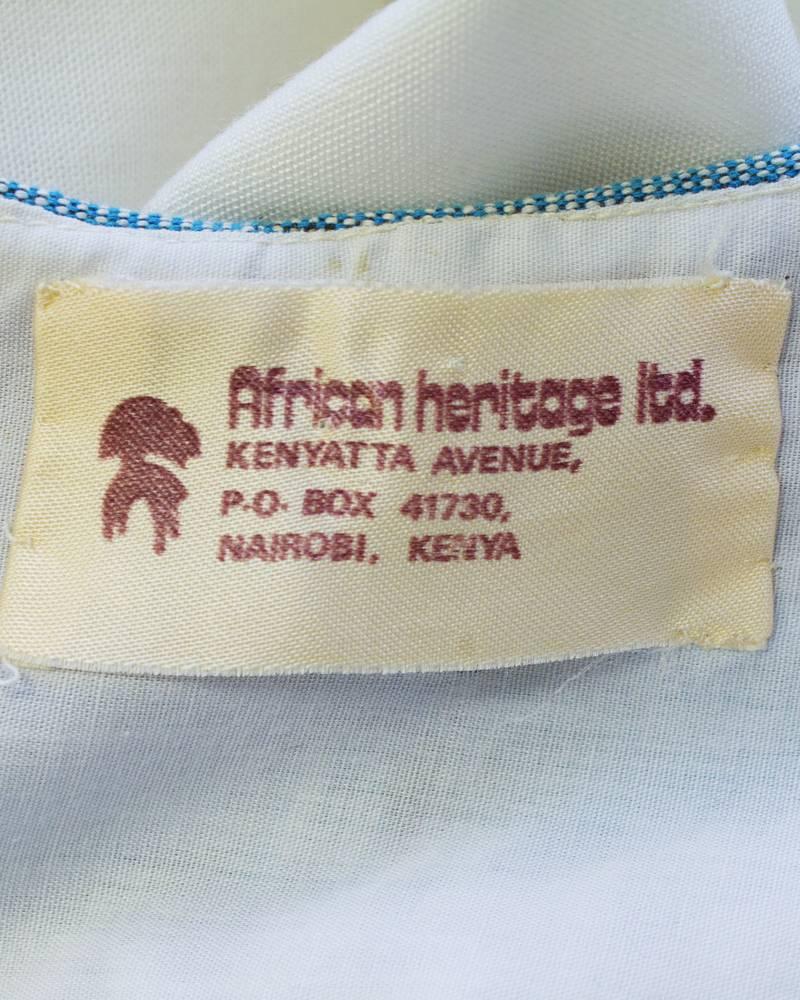 African heritage ltd.
KENYATTA AVENUE,
P.O. BOX 41730,
NAIROBI, KENYA